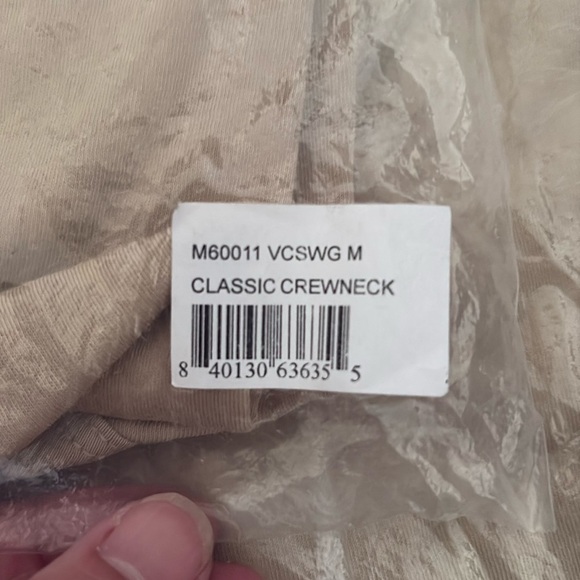 M60011 VCSWG M
CLASSIC CREWNECK
8 40130 63635 5